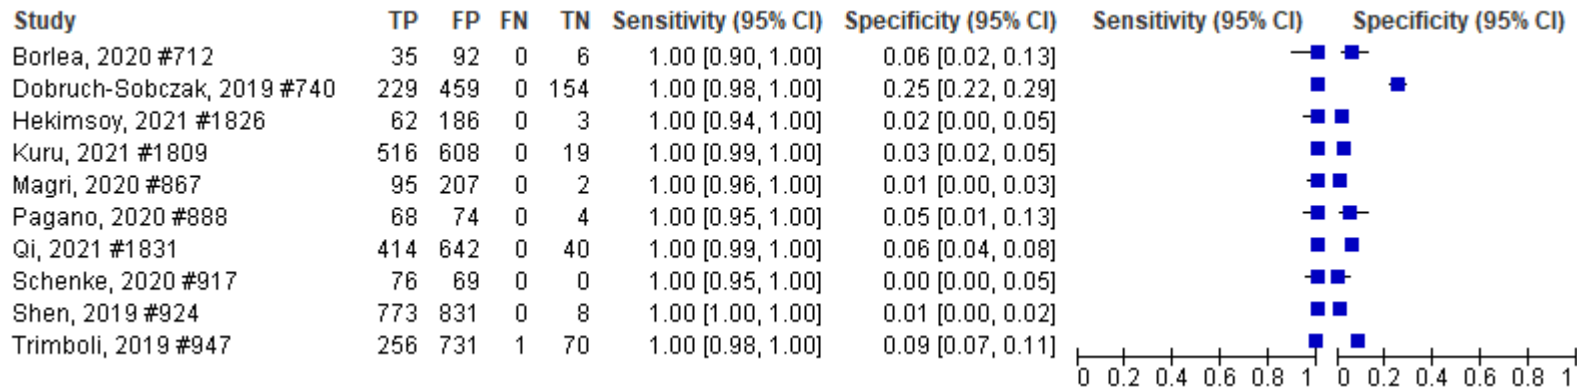 Study TP FP FN TN Sensitivity (95% CI) Specificity (95% CI) Sensitivity (95% CI) Specificity (95% CI)
Borlea, 2020 #712 35 92 0 6 1.00 [0.90, 1.00] 0.06 [0.02, 0.13]
Dobruch-Sobczak, 2019 #740 229 459 0 154 1.00 [0.98, 1.00] 0.25 [0.22, 0.29]
Hekimsoy, 2021 #1826 62 186 0 3 1.00 [0.94, 1.00] 0.02 [0.00, 0.05]
Kuru, 2021 #1809 516 608 0 19 1.00 [0.99, 1.00] 0.03 [0.02, 0.05]
Magri, 2020 #867 95 207 0 2 1.00 [0.96, 1.00] 0.01 [0.00, 0.03]
Pagano, 2020 #888 68 74 0 4 1.00 [0.95, 1.00] 0.05 [0.01, 0.13]
Qi, 2021 #1831 414 642 0 40 1.00 [0.99, 1.00] 0.06 [0.04, 0.08]
Schenke, 2020 #917 76 69 0 0 1.00 [0.95, 1.00] 0.00 [0.00, 0.05]
Shen, 2019 #924 773 831 0 8 1.00 [1.00, 1.00] 0.01 [0.00, 0.02]
Trimboli, 2019 #947 256 731 1 70 1.00 [0.98, 1.00] 0.09 [0.07, 0.11]
0 0.2 0.4 0.6 0.8 1 0 0.2 0.4 0.6 0.8 1